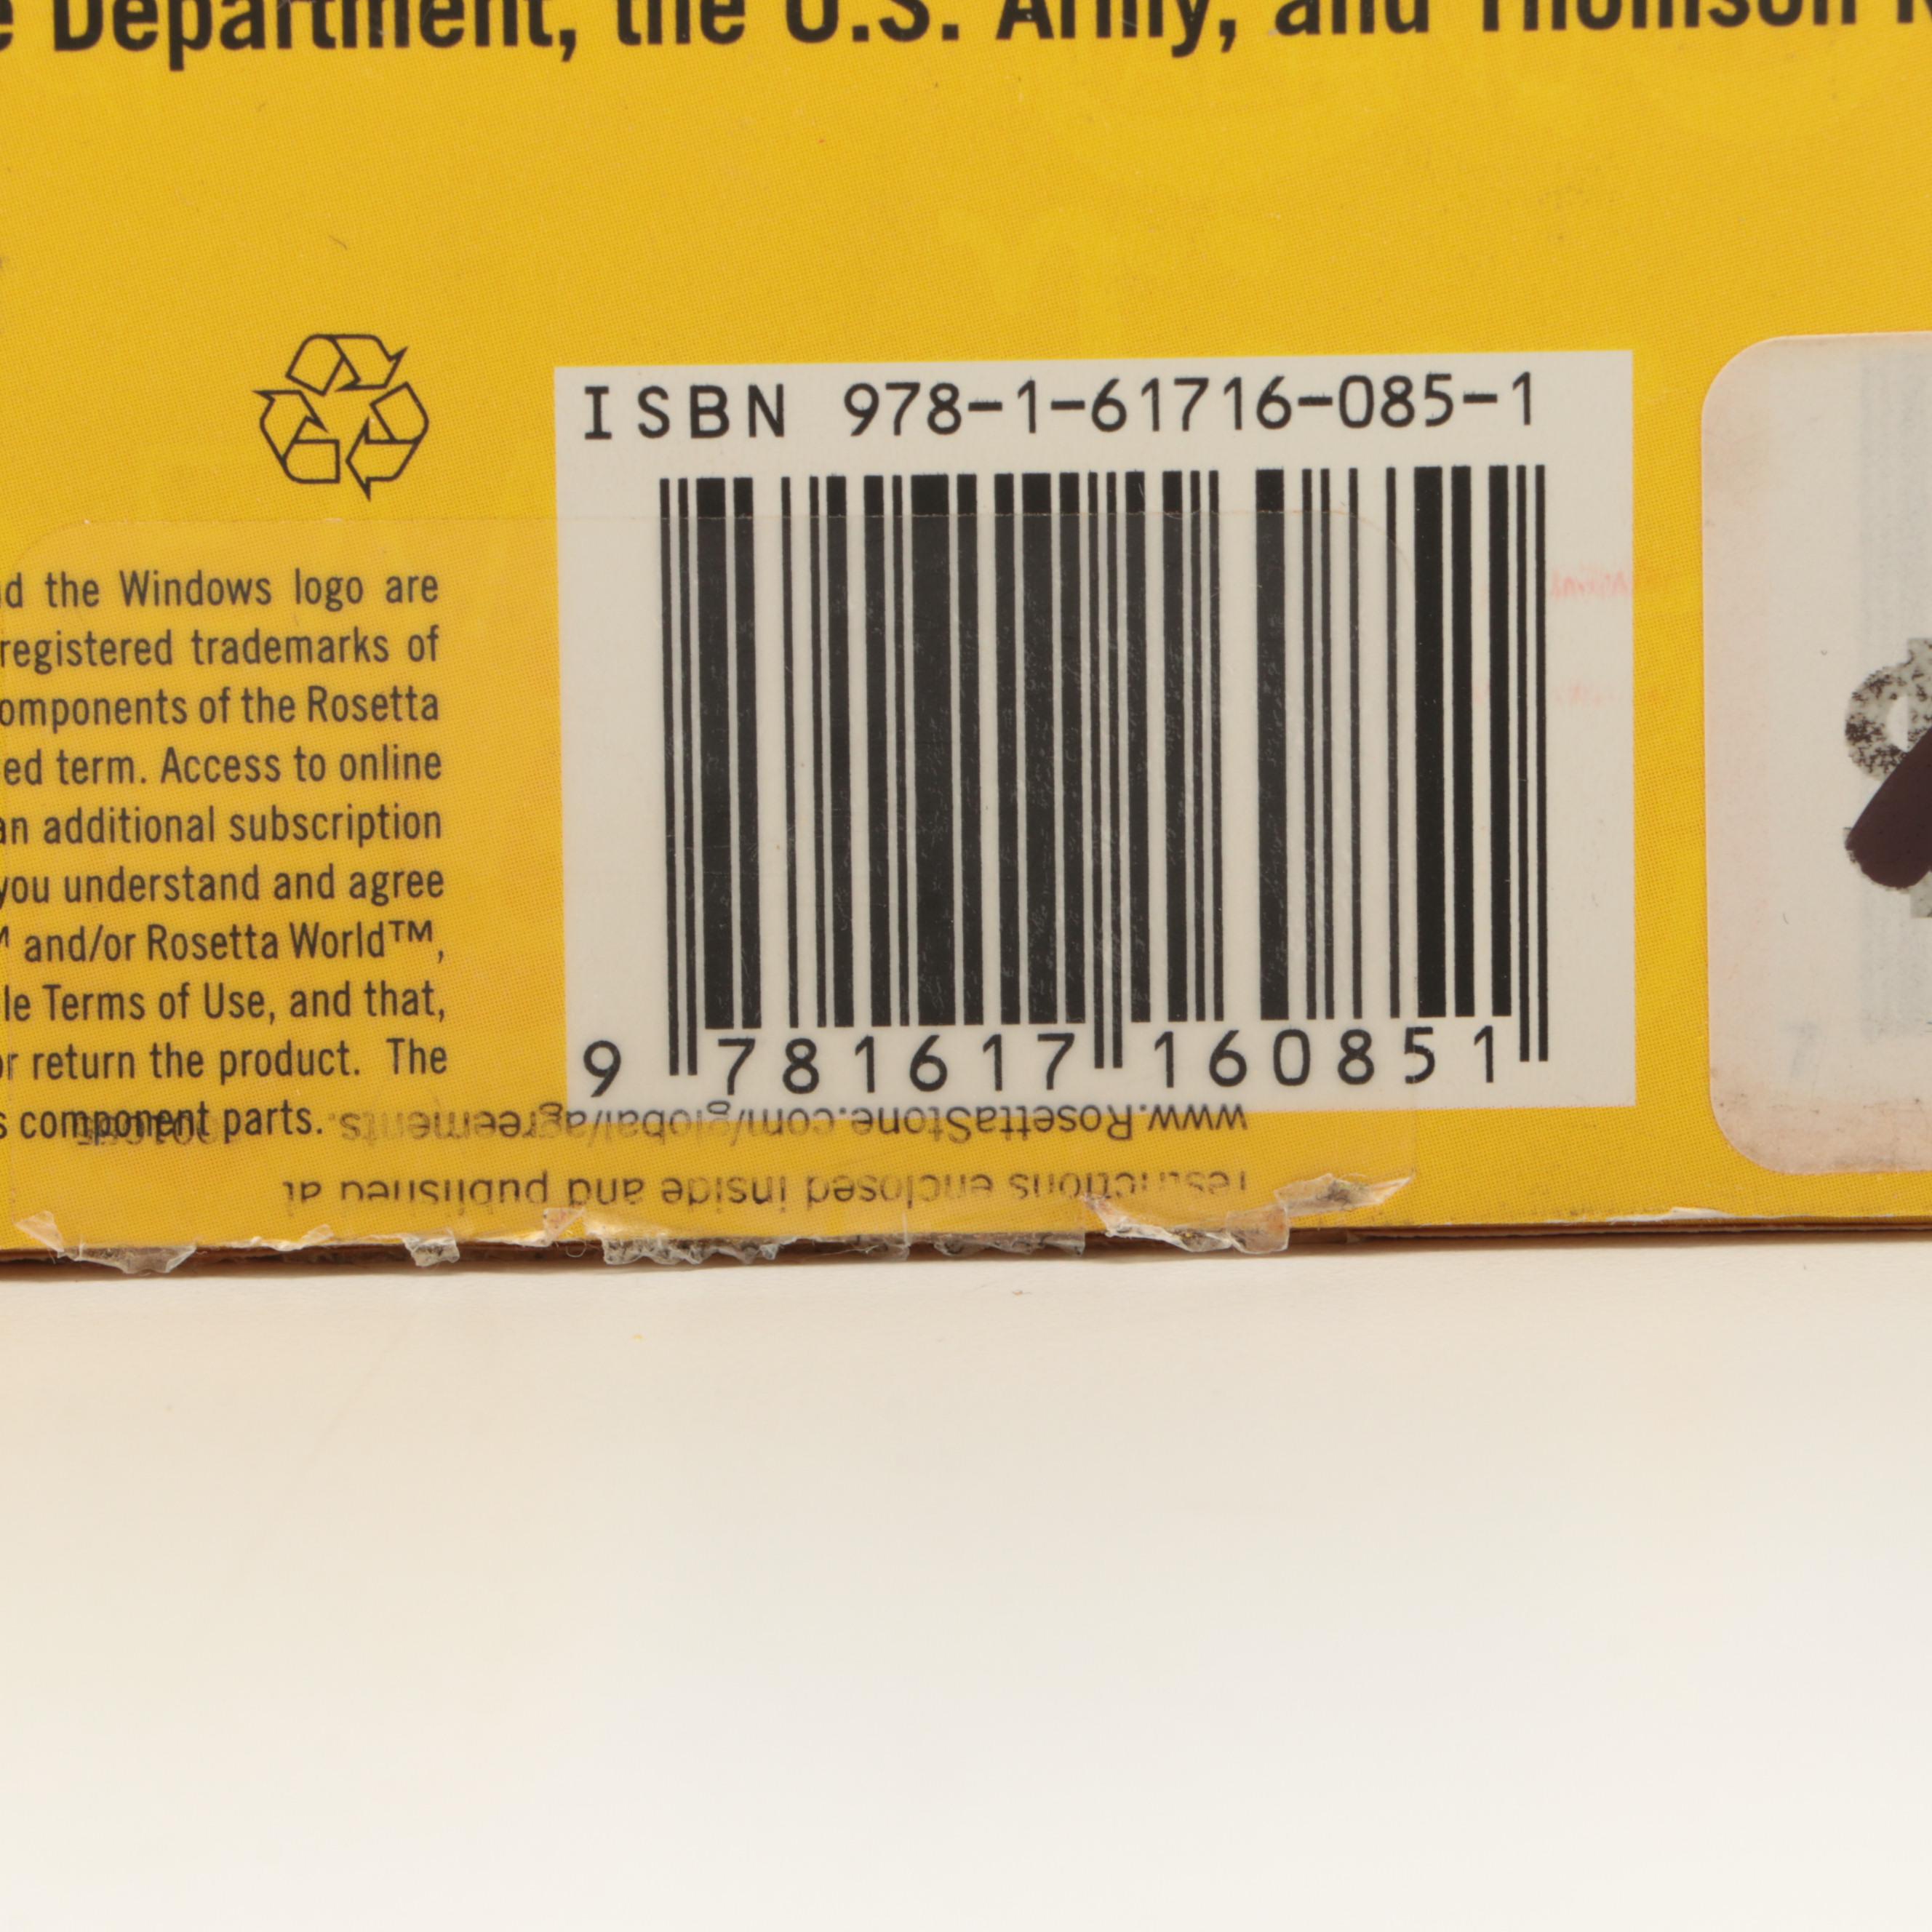 Department, the U.S. Army, and Thomson
ISBN 978-1-61716-085-1
the Windows logo are
registered trademarks of
omponents of the Rosetta
ed term. Access to online
an additional subscription
you understand and agree
and/or Rosetta World™,
le Terms of Use, and that,
or return the product. The
s component parts.
9 781617 160851
www.RosettaStone.com/global/agreements.
restrictions enclosed inside and published at